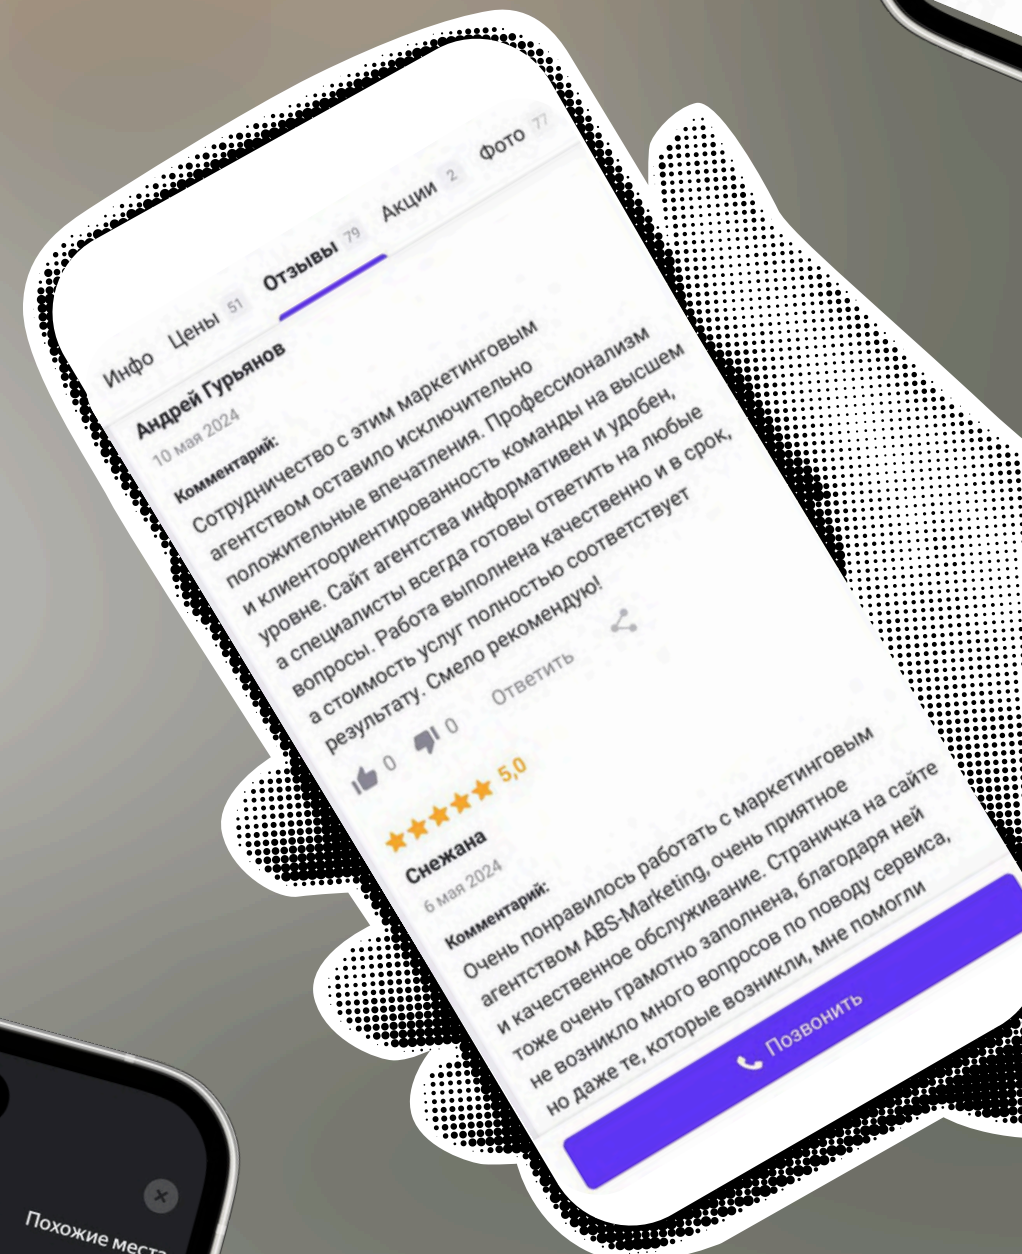 Инфо Цены 51 Отзывы 79 Акции 2 Фото 77
Андрей Гурьянов
10 мая 2024
Комментарий:
Сотрудничество с этим маркетинговым
агентством оставило исключительно
положительные впечатления. Профессионализм
и клиентоориентированность команды на высшем
уровне. Сайт агентства информативен и удобен,
а специалисты всегда готовы ответить на любые
вопросы. Работа выполнена качественно и в срок,
а стоимость услуг полностью соответствует
результату. Смело рекомендую!
0 0 Ответить
5,0
Снежана
6 мая 2024
Комментарий:
Очень понравилось работать с маркетинговым
агентством ABS-Marketing, очень приятное
и качественное обслуживание. Страничка на сайте
тоже очень грамотно заполнена, благодаря ней
не возникло много вопросов по поводу сервиса,
но даже те, которые возникли, мне помогли
Позвонить
Похожие места